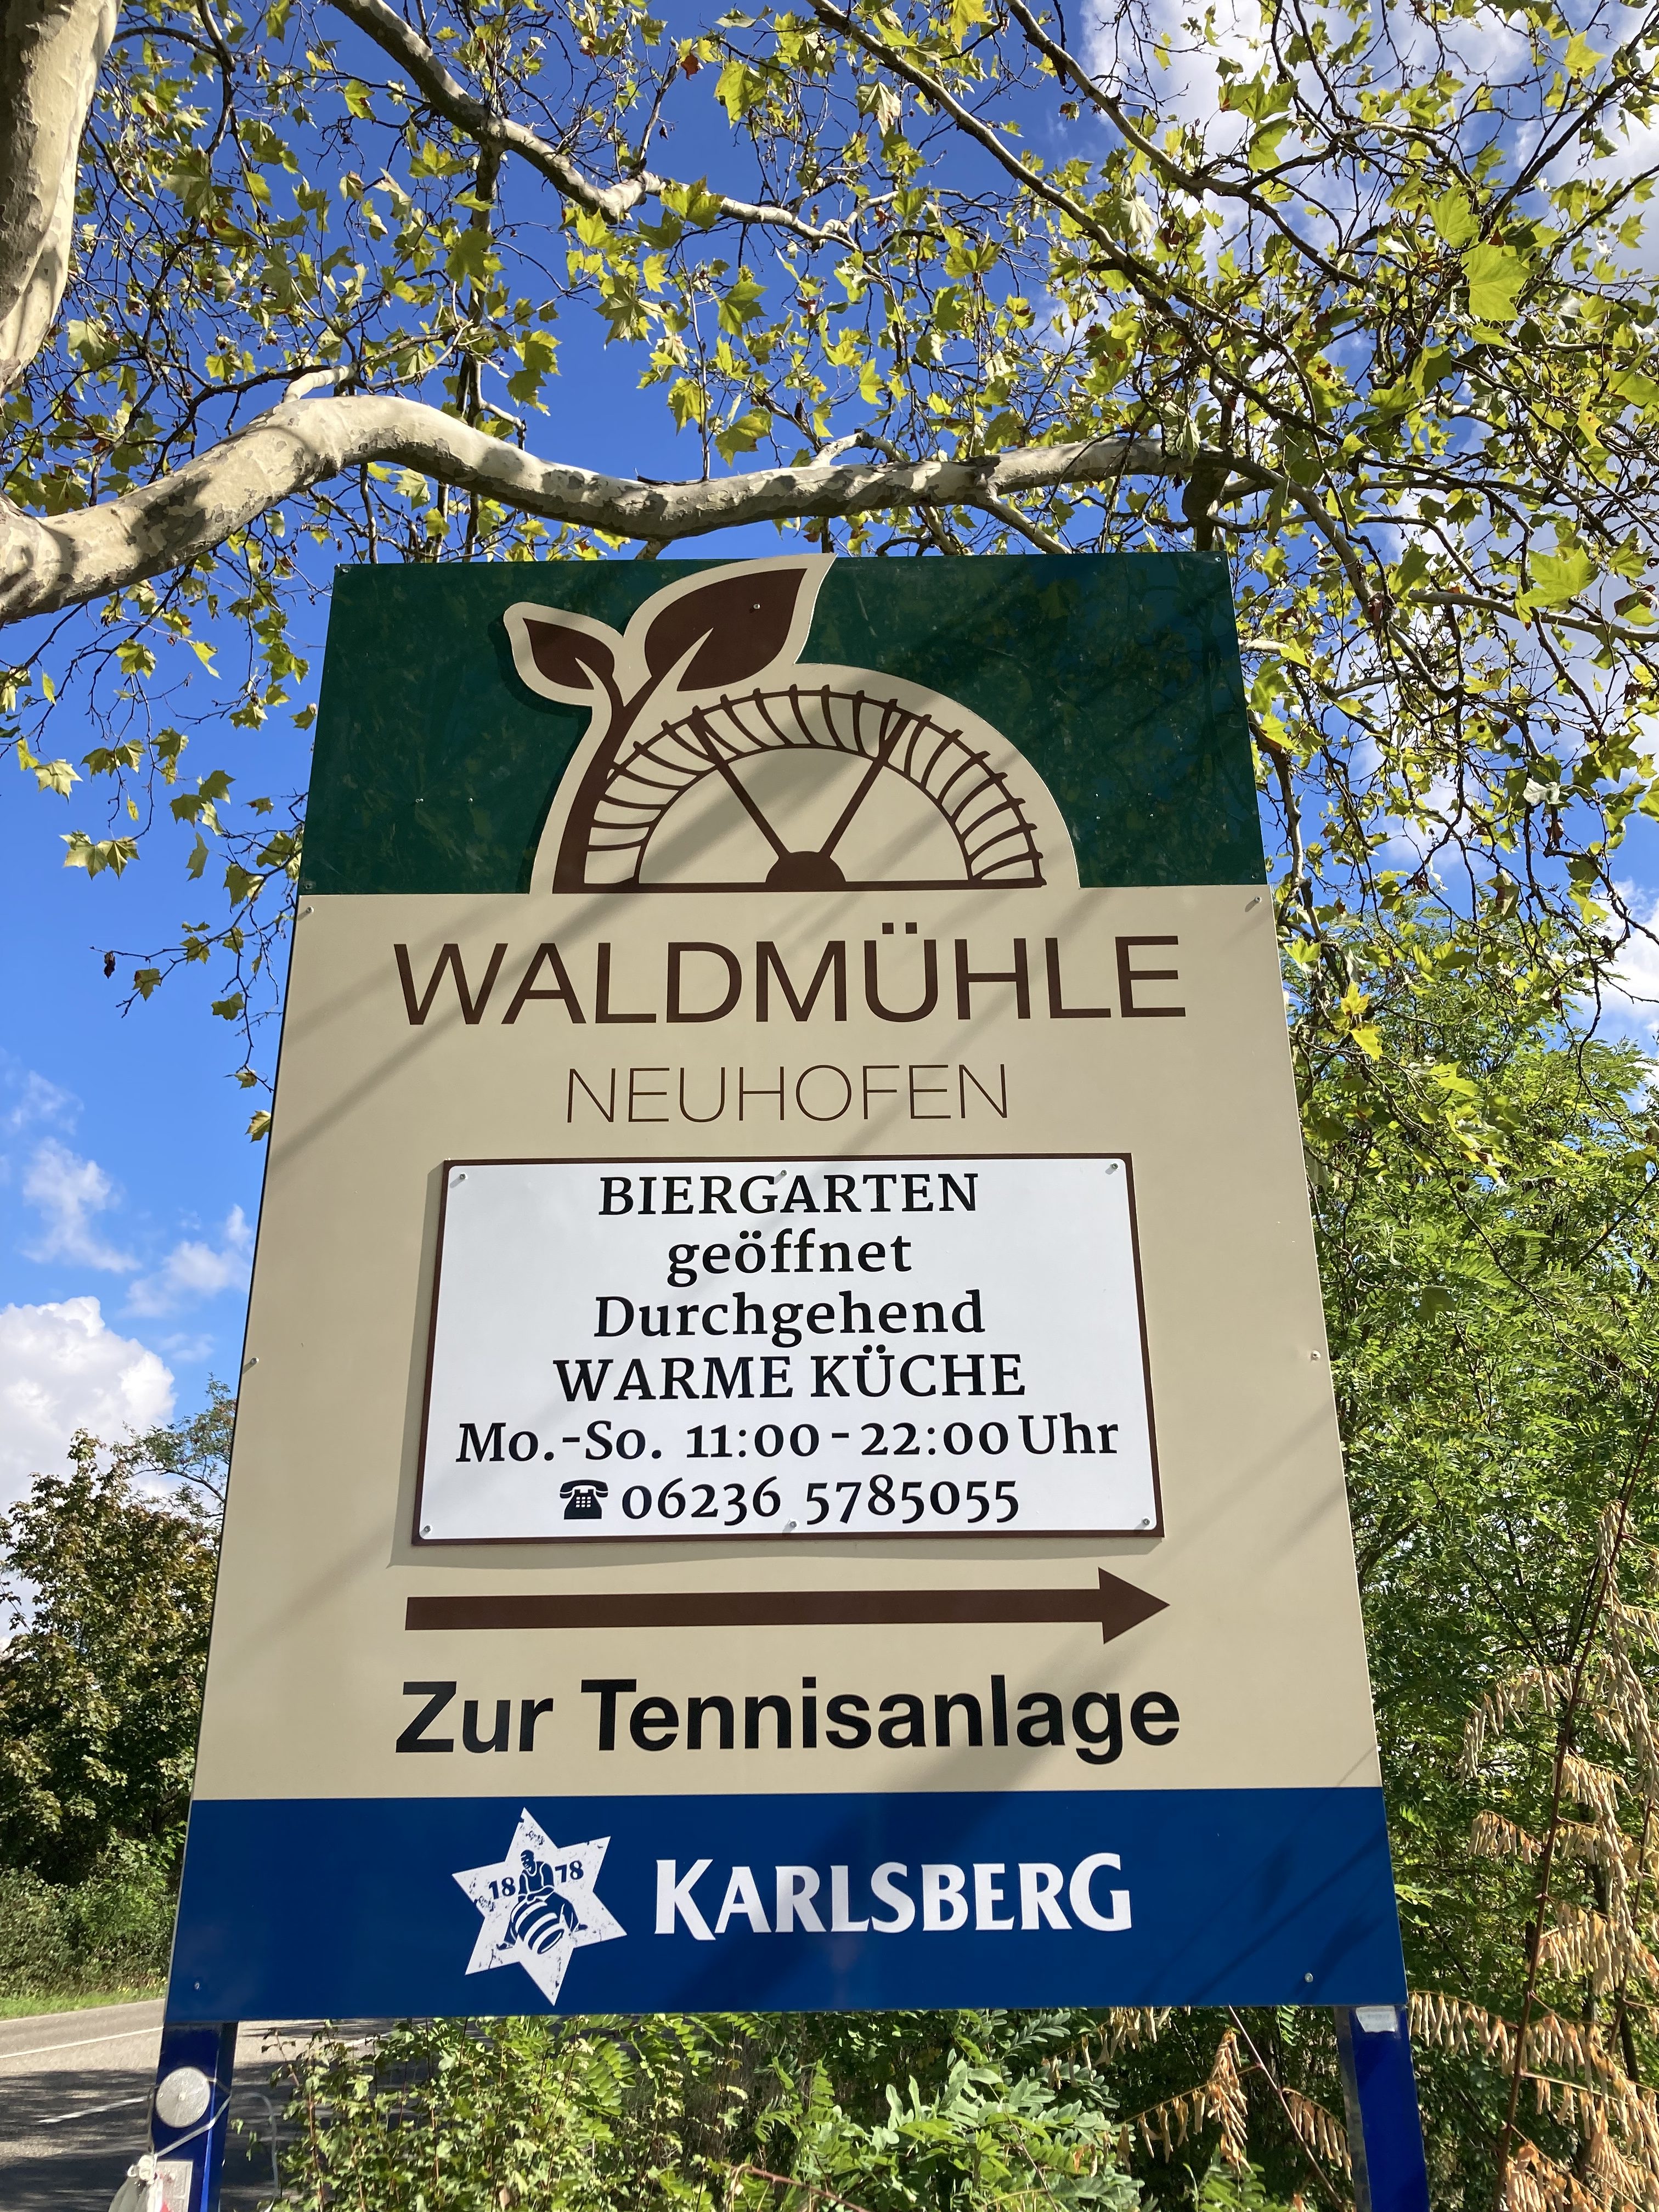 WALDMÜHLE
NEUHOFEN
BIERGARTEN
geöffnet
Durchgehend
WARME KÜCHE
Mo.-So. 11:00-22:00 Uhr
☎ 06236 5785055
Zur Tennisanlage
18 78
KARLSBERG